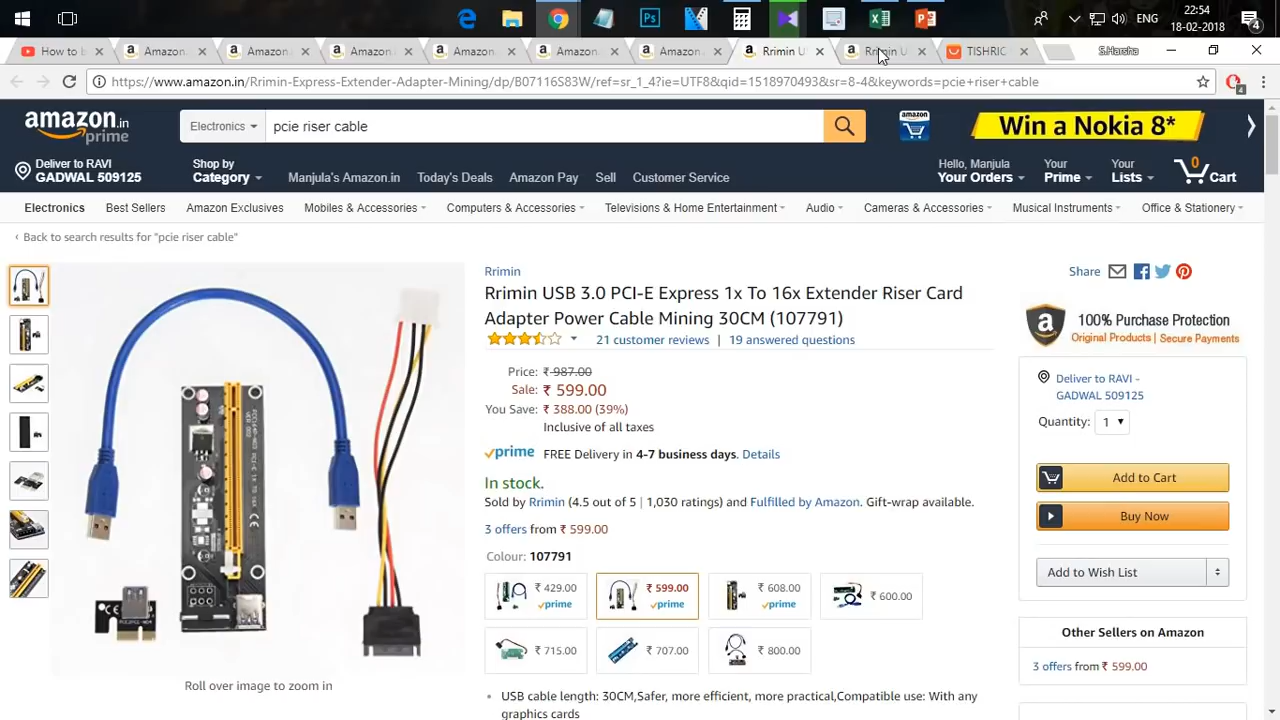 22:54
ENG
18-02-2018
4
How to b
Amazon.
Amazon.
Amazon.
Amazon.
Amazon.
Amazon.
Rrimin U
Rrimin U
TISHRIC
S.Harsha
https://www.amazon.in/Rrimin-Express-Extender-Adapter-Mining/dp/B07116S83W/ref=sr_1_4?ie=UTF8&qid=1518970493&sr=8-4&keywords=pcie+riser+cable
4
amazon.in
prime
Electronics
pcie riser cable
amazon
Win a Nokia 8*
Deliver to RAVI
GADWAL 509125
Shop by
Category
Manjula's Amazon.in
Today's Deals
Amazon Pay
Sell
Customer Service
Hello, Manjula
Your Orders
Your
Prime
Your
Lists
0
Cart
Electronics
Best Sellers
Amazon Exclusives
Mobiles & Accessories
Computers & Accessories
Televisions & Home Entertainment
Audio
Cameras & Accessories
Musical Instruments
Office & Stationery
‹ Back to search results for "pcie riser cable"
Rrimin
Rrimin USB 3.0 PCI-E Express 1x To 16x Extender Riser Card
Adapter Power Cable Mining 30CM (107791)
21 customer reviews | 19 answered questions
Price: ₹ 987.00
Sale: ₹ 599.00
You Save: ₹ 388.00 (39%)
Inclusive of all taxes
prime FREE Delivery in 4-7 business days. Details
In stock.
Sold by Rrimin (4.5 out of 5 | 1,030 ratings) and Fulfilled by Amazon. Gift-wrap available.
3 offers from ₹ 599.00
Colour: 107791
₹ 429.00
prime
₹ 599.00
prime
₹ 608.00
prime
₹ 600.00
₹ 715.00
₹ 707.00
₹ 800.00
• USB cable length: 30CM,Safer, more efficient, more practical,Compatible use: With any
graphics cards
Roll over image to zoom in
Share
100% Purchase Protection
Original Products | Secure Payments
Deliver to RAVI -
GADWAL 509125
Quantity: 1
Add to Cart
Buy Now
Add to Wish List
Other Sellers on Amazon
3 offers from ₹ 599.00